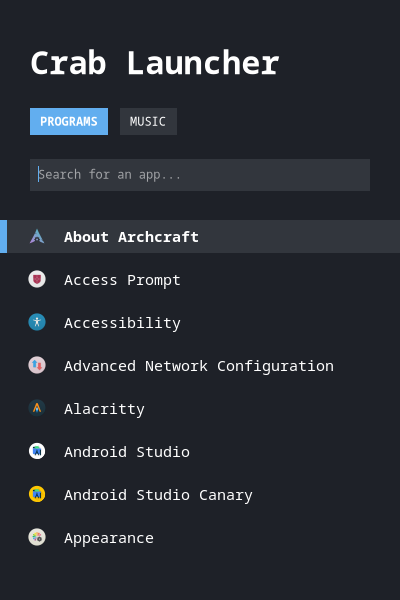 Crab Launcher
PROGRAMS MUSIC
Search for an app...
About Archcraft
Access Prompt
Accessibility
Advanced Network Configuration
Alacritty
Android Studio
Android Studio Canary
Appearance